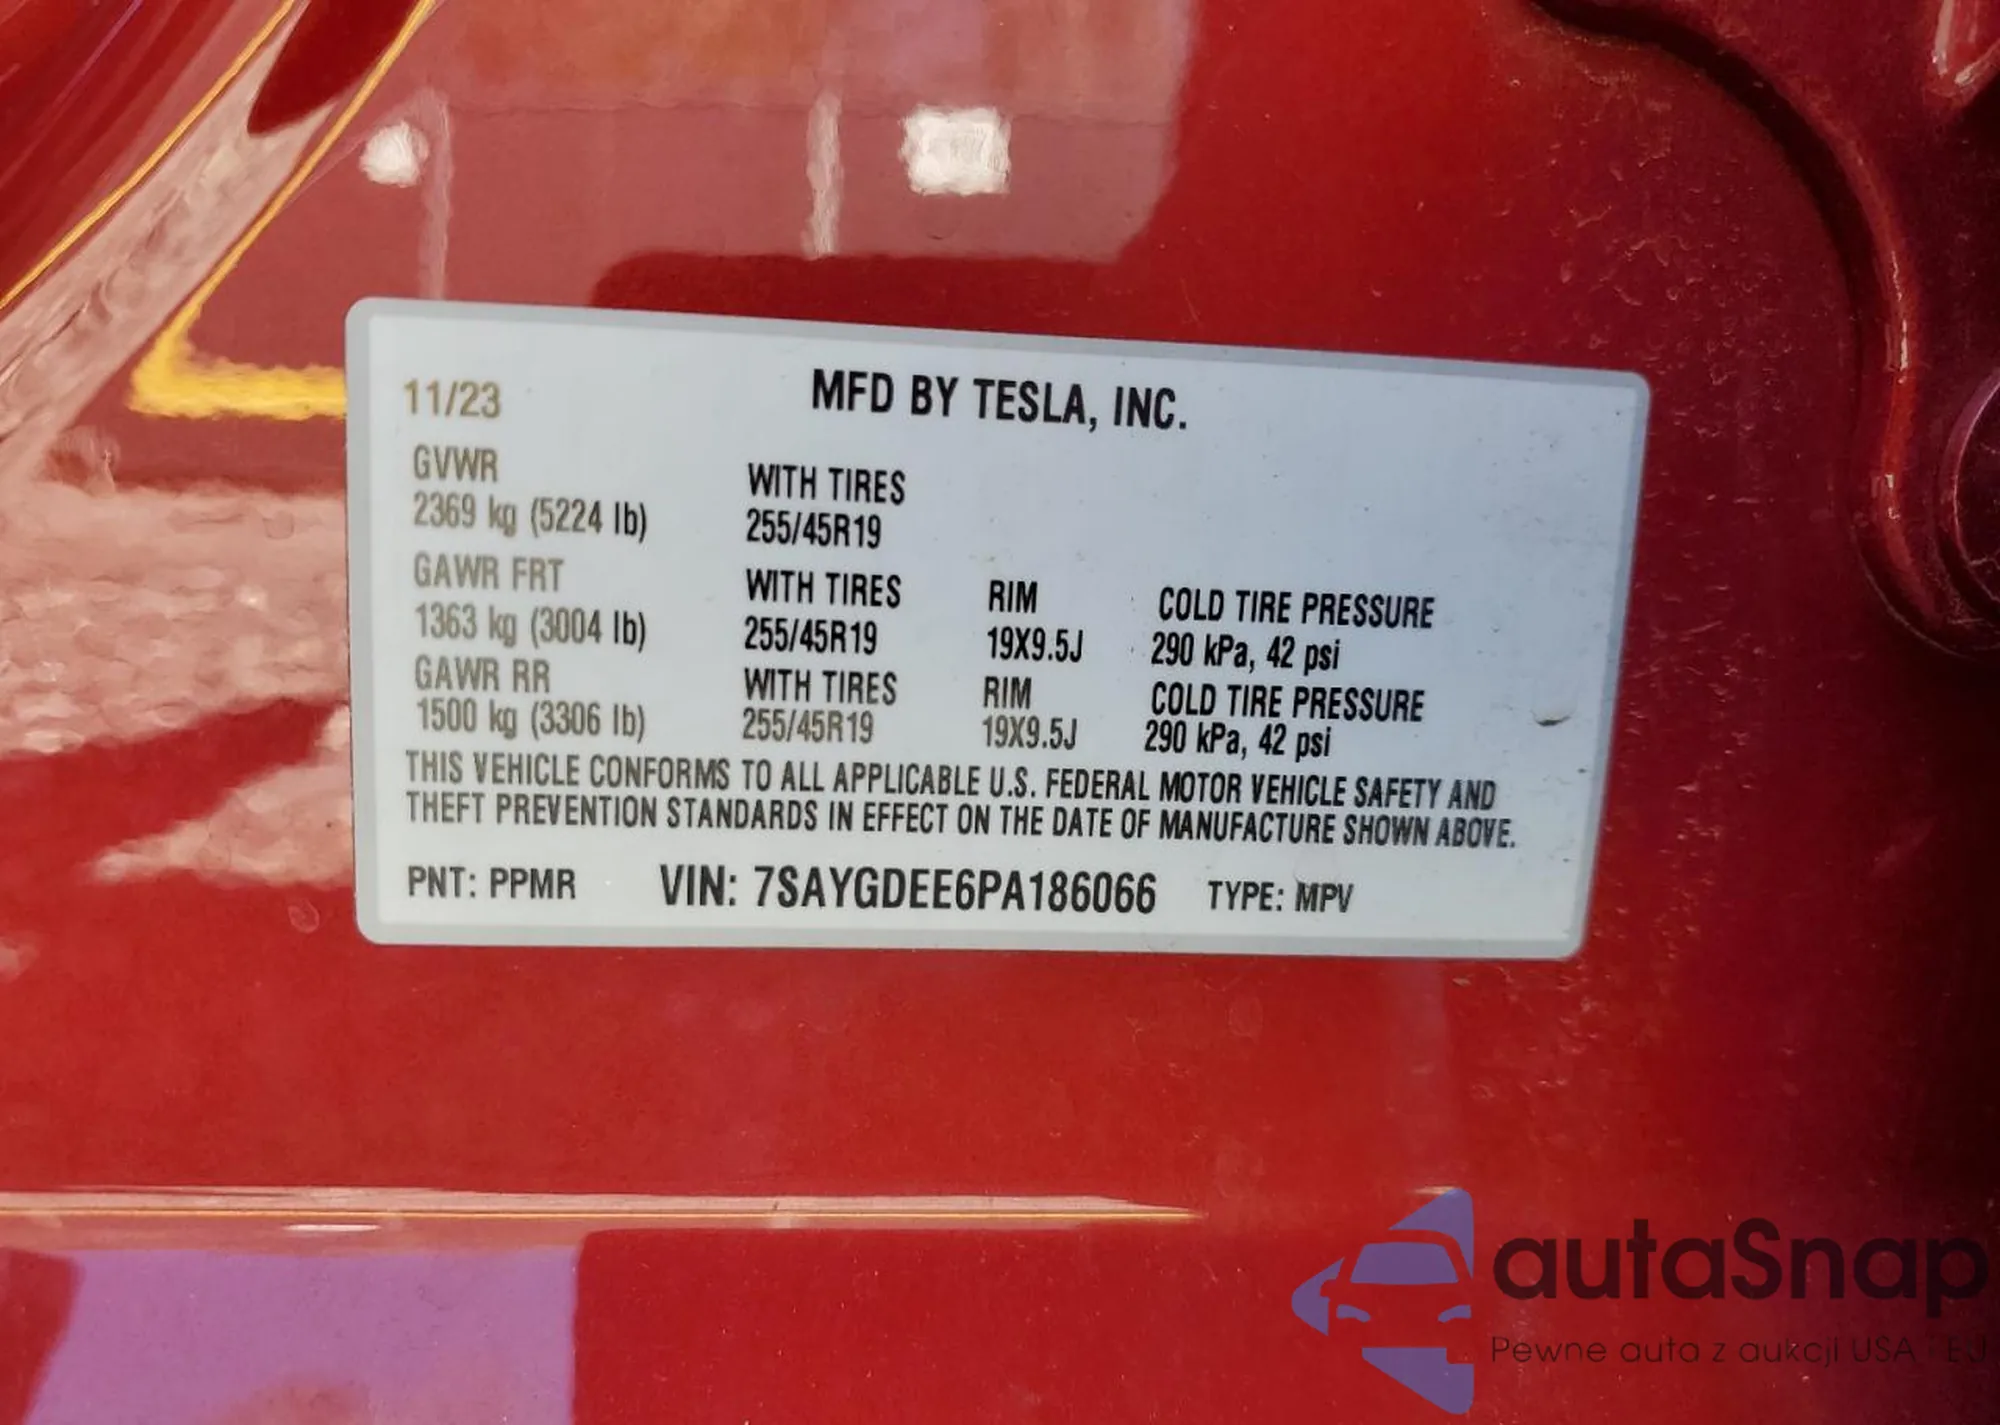 11/23 MFD BY TESLA, INC.
GVWR WITH TIRES
2369 kg (5224 lb) 255/45R19
GAWR FRT WITH TIRES RIM COLD TIRE PRESSURE
1363 kg (3004 lb) 255/45R19 19X9.5J 290 kPa, 42 psi
GAWR RR WITH TIRES RIM COLD TIRE PRESSURE
1500 kg (3306 lb) 255/45R19 19X9.5J 290 kPa, 42 psi
THIS VEHICLE CONFORMS TO ALL APPLICABLE U.S. FEDERAL MOTOR VEHICLE SAFETY AND
THEFT PREVENTION STANDARDS IN EFFECT ON THE DATE OF MANUFACTURE SHOWN ABOVE.
PNT: PPMR VIN: 7SAYGDEE6PA186066 TYPE: MPV
autaSnap
Pewne auta z aukcji USA - EU